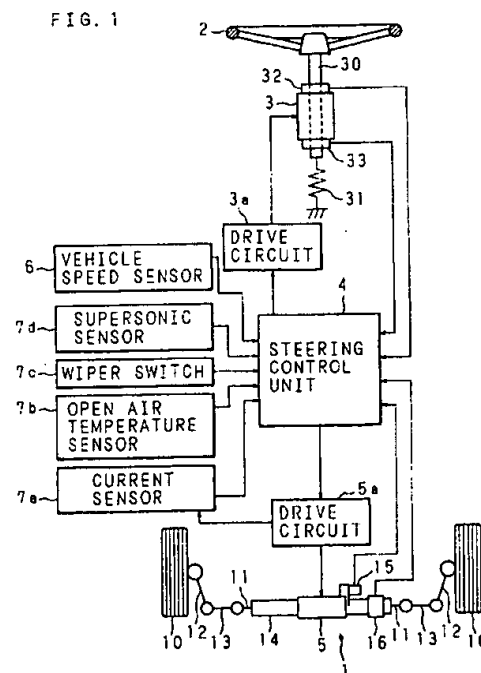 FIG. 1
2
30
32
3
33
31
3a
DRIVE
CIRCUIT
6
VEHICLE
SPEED SENSOR
4
7d
SUPERSONIC
SENSOR
STEERING
CONTROL
UNIT
7c
WIPER SWITCH
7b
OPEN AIR
TEMPERATURE
SENSOR
7a
CURRENT
SENSOR
5a
DRIVE
CIRCUIT
15
10
12
13
11
14
5
16
11
13
12
10
1